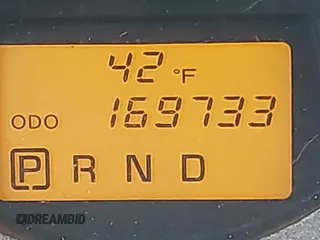 42 °F
ODO 169733
P R N D
DREAMBID